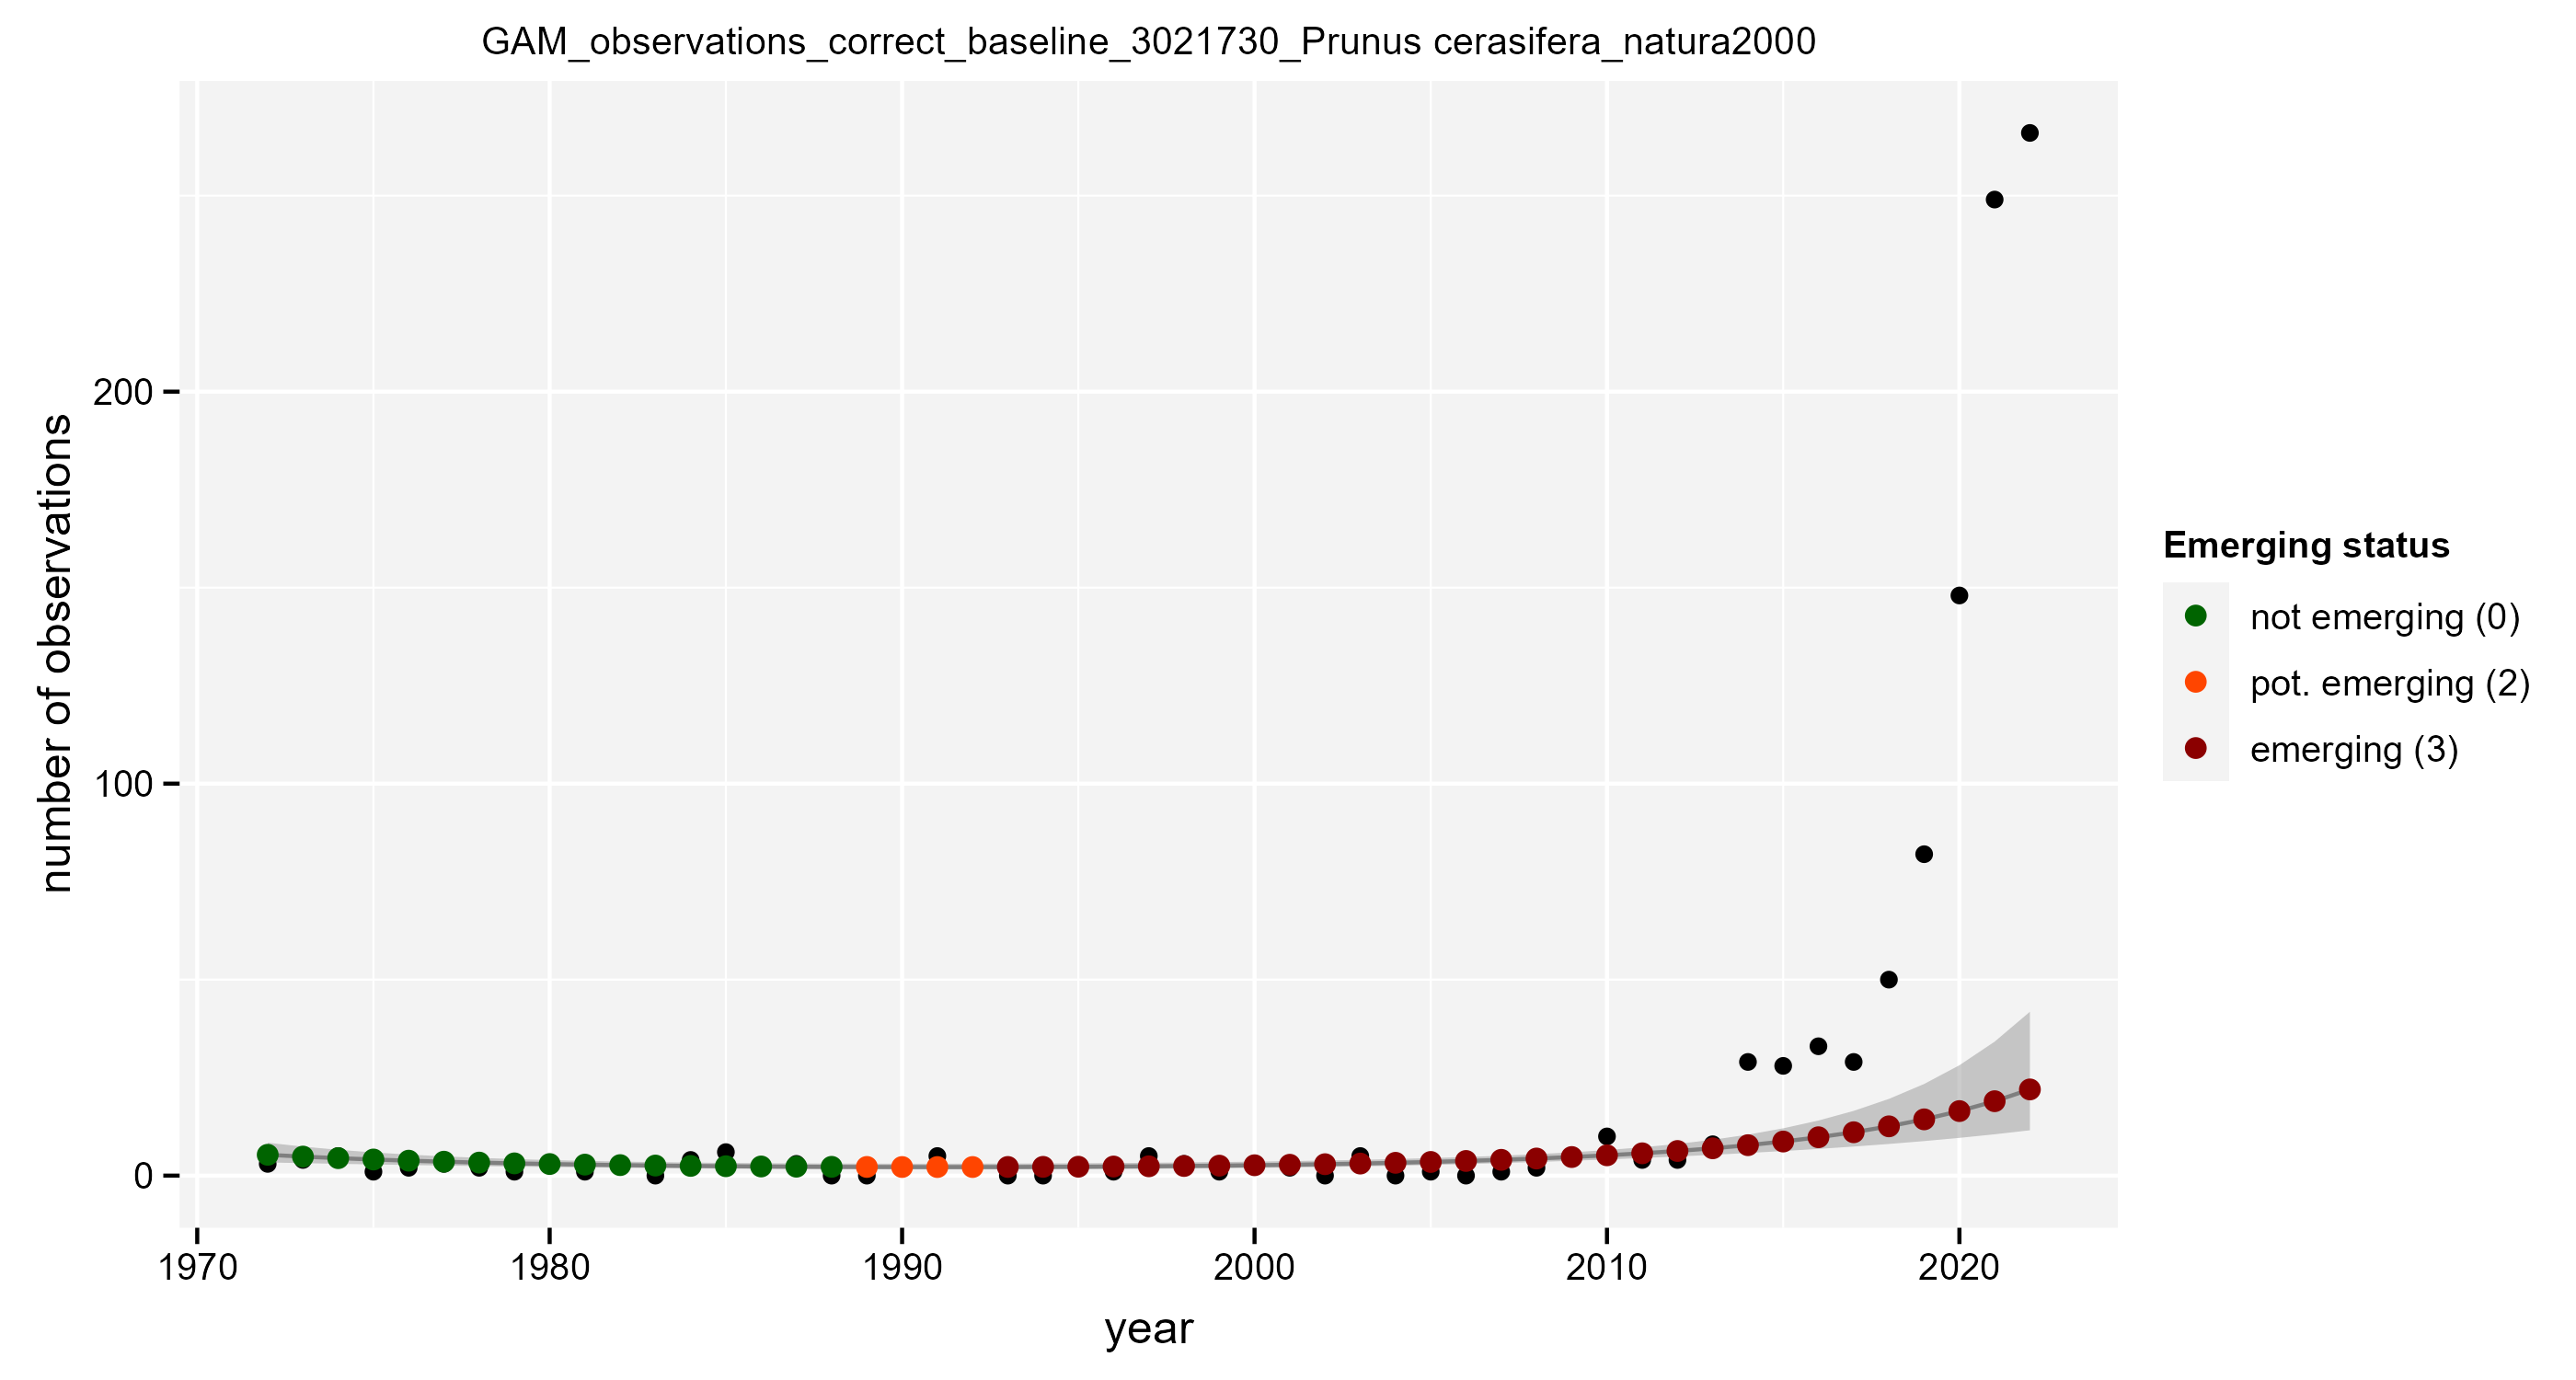 GAM_observations_correct_baseline_3021730_Prunus cerasifera_natura2000
number of observations
200
100
0
1970 1980 1990 2000 2010 2020
year
Emerging status
not emerging (0)
pot. emerging (2)
emerging (3)